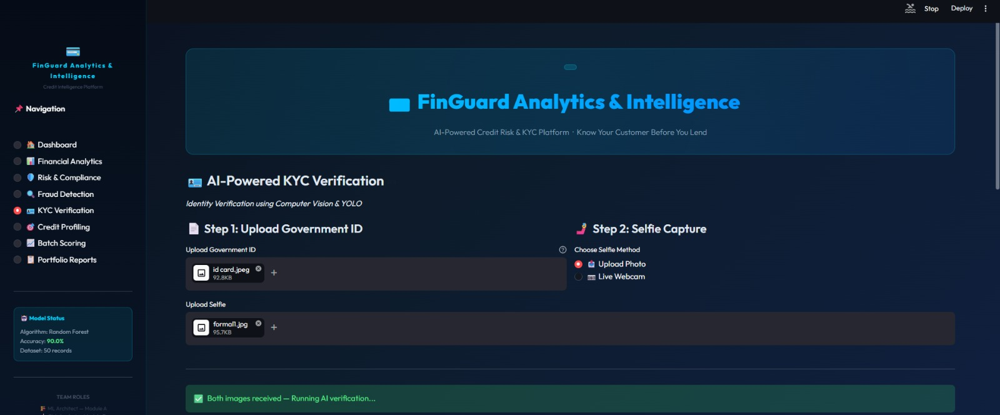 Stop
Deploy
FinGuard Analytics &
Intelligence
Credit Intelligence Platform
Navigation
Dashboard
Financial Analytics
Risk & Compliance
Fraud Detection
KYC Verification
Credit Profiling
Batch Scoring
Portfolio Reports
Model Status
Algorithm: Random Forest
Accuracy: 90.0%
Dataset: 50 records
TEAM ROLES
ML Architect — Module A
FinGuard Analytics & Intelligence
AI-Powered Credit Risk & KYC Platform · Know Your Customer Before You Lend
AI-Powered KYC Verification
Identity Verification using Computer Vision & YOLO
Step 1: Upload Government ID
Upload Government ID
id card.jpeg
92.8KB
Step 2: Selfie Capture
Choose Selfie Method
Upload Photo
Live Webcam
Upload Selfie
formal1.jpg
95.7KB
Both images received — Running AI verification...